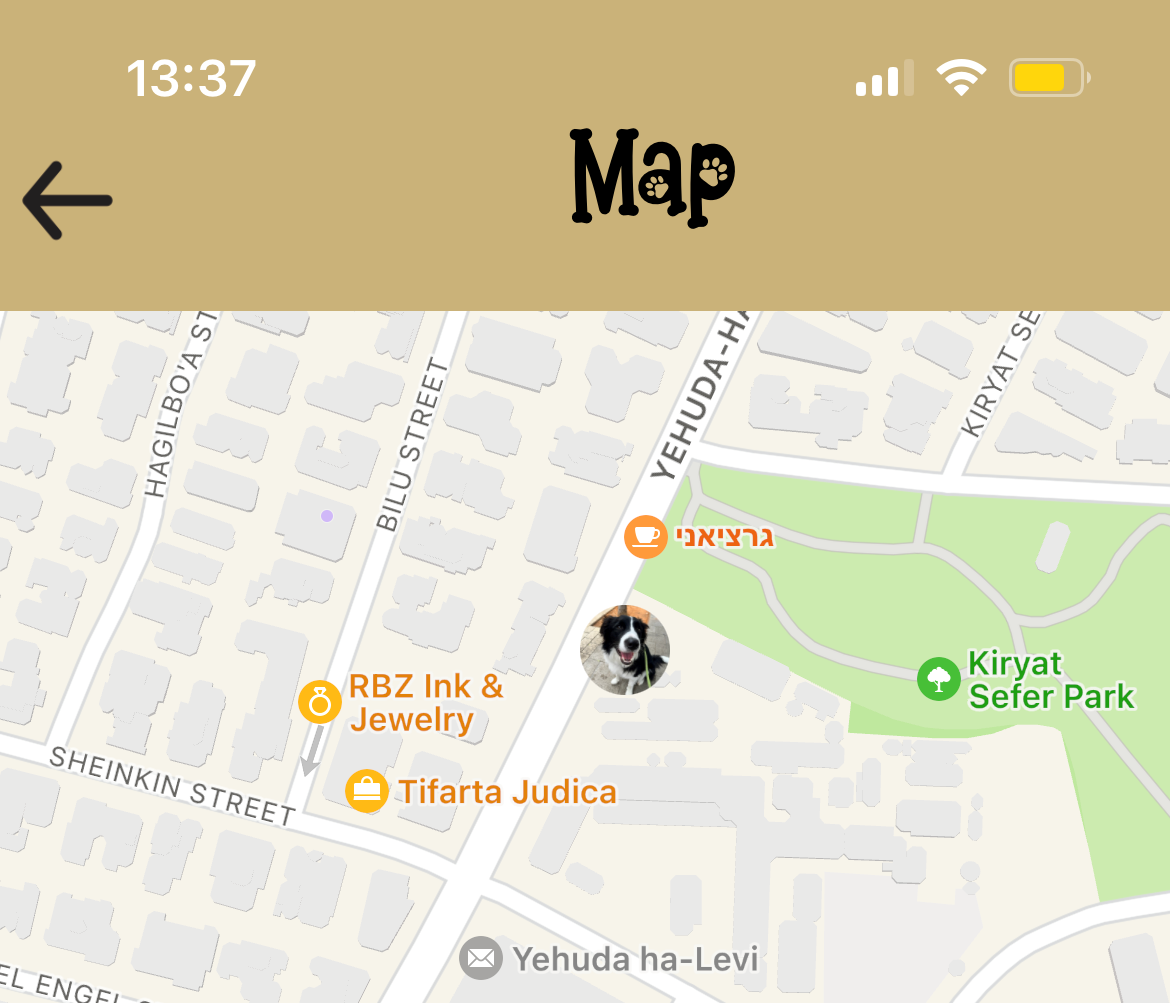 13:37
Map
HAGILBO'A ST
BILU STREET
YEHUDA-HA
KIRYAT SE
גרציאני
Kiryat
Sefer Park
RBZ Ink &
Jewelry
SHEINKIN STREET
Tifarta Judica
Yehuda ha-Levi
EL ENGEL